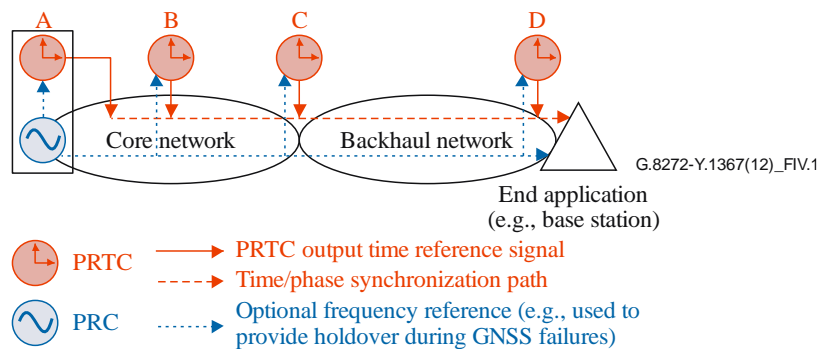 A B C D
Core network Backhaul network
G.8272-Y.1367(12)_FIV.1
End application
(e.g., base station)
PRTC PRTC output time reference signal
Time/phase synchronization path
PRC Optional frequency reference (e.g., used to
provide holdover during GNSS failures)